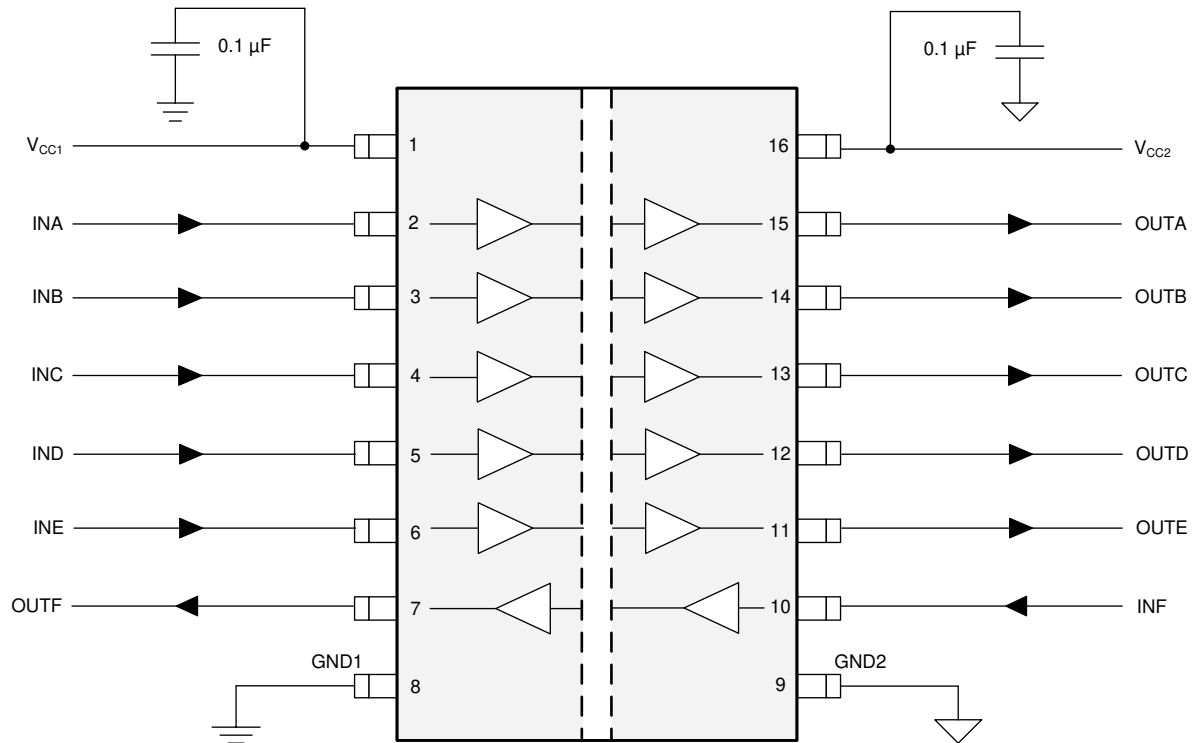 0.1 µF
0.1 µF
VCC1
1
16
VCC2
INA
2
15
OUTA
INB
3
14
OUTB
INC
4
13
OUTC
IND
5
12
OUTD
INE
6
11
OUTE
OUTF
7
10
INF
GND1
8
9
GND2